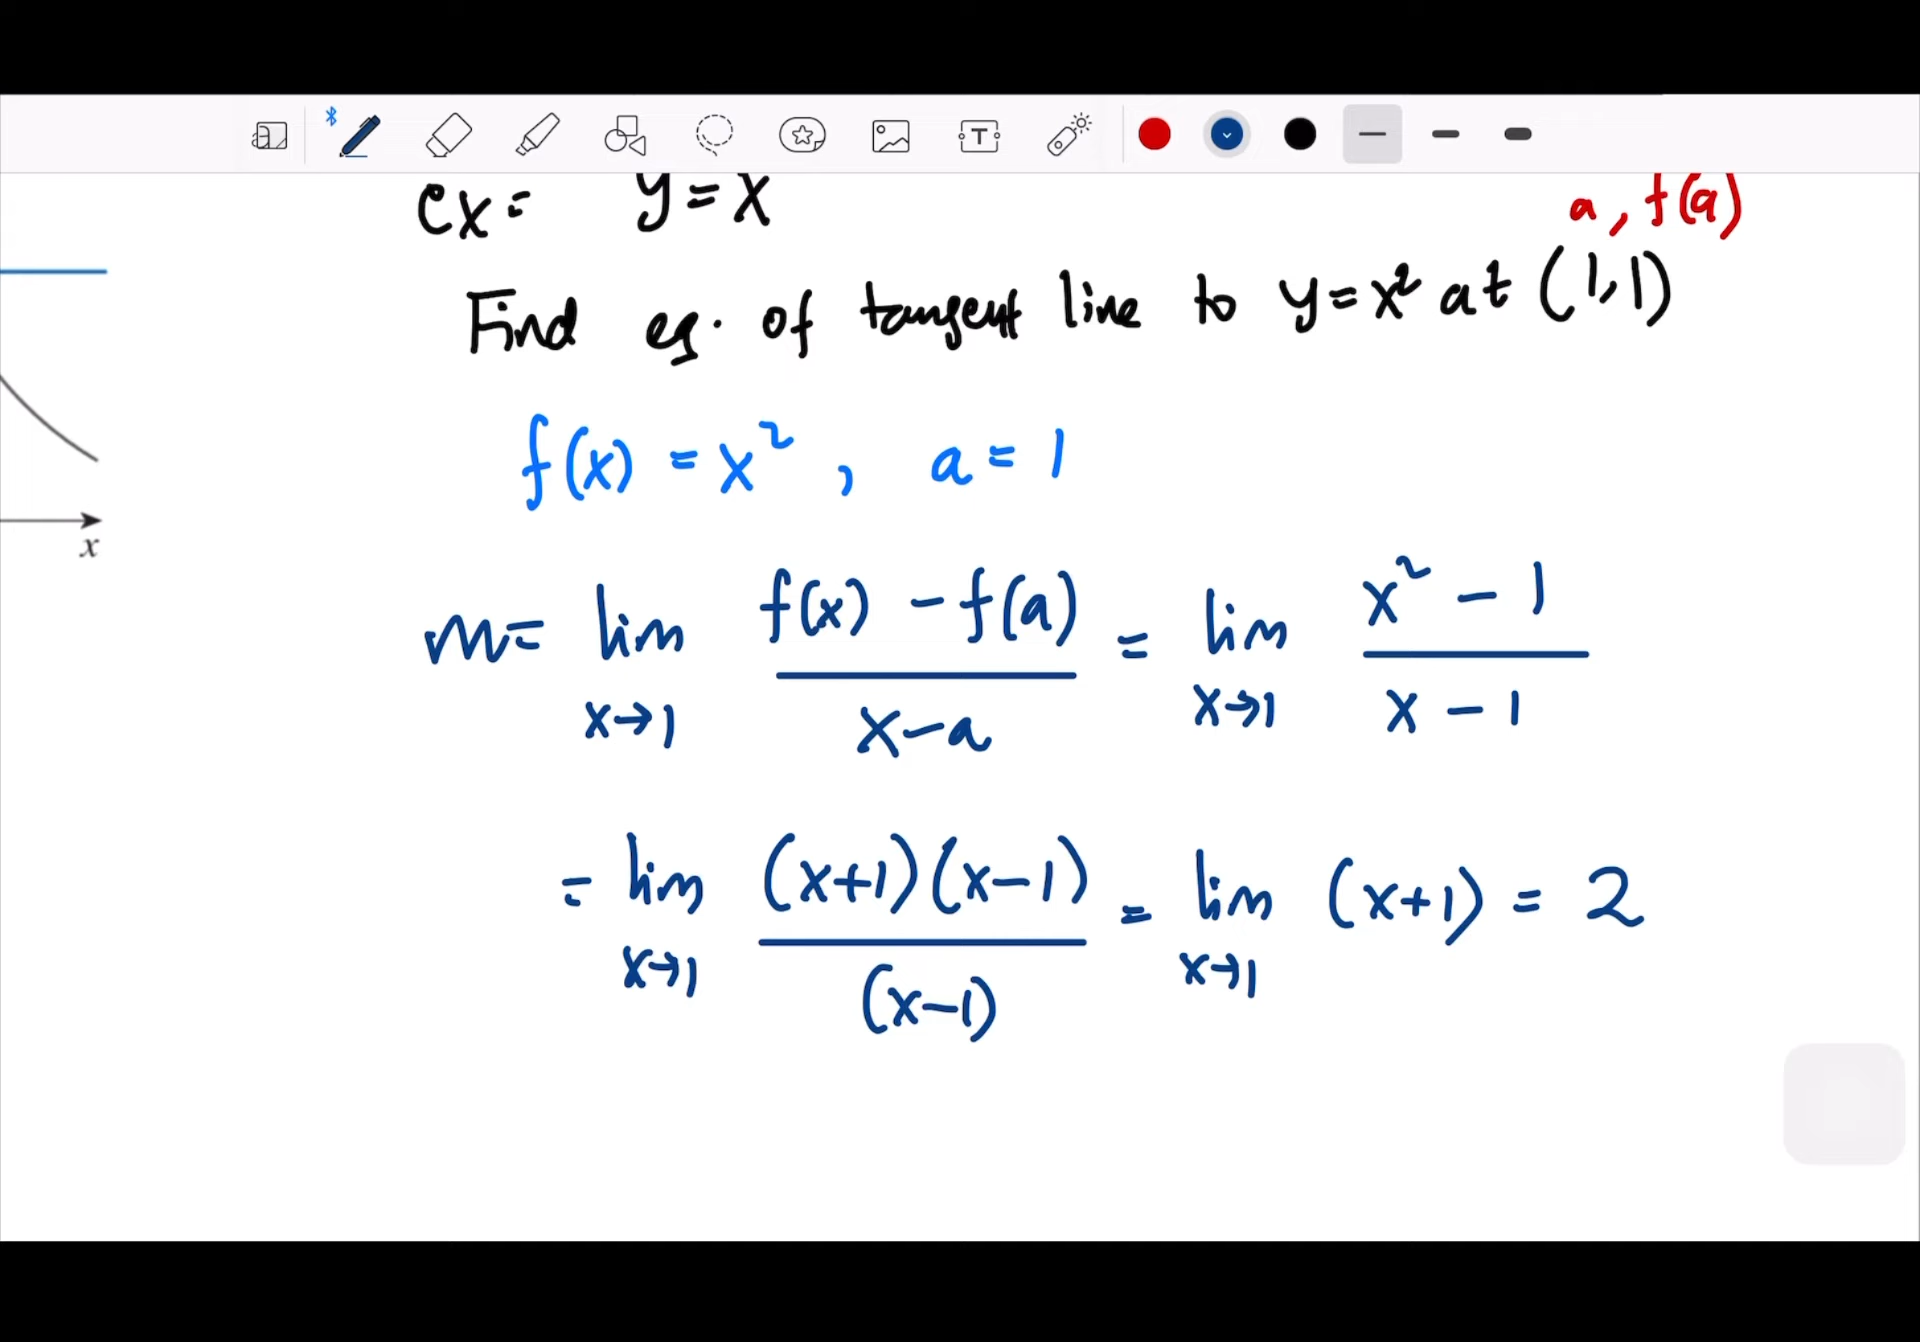 ex= y=x
a, f(a)
Find eq. of tangent line to y=x² at (1,1)
f(x) = x², a=1
x
m= lim x→1 (f(x) - f(a))/(x-a) = lim x→1 (x² - 1)/(x - 1)
= lim x→1 ((x+1)(x-1))/((x-1)) = lim x→1 (x+1) = 2